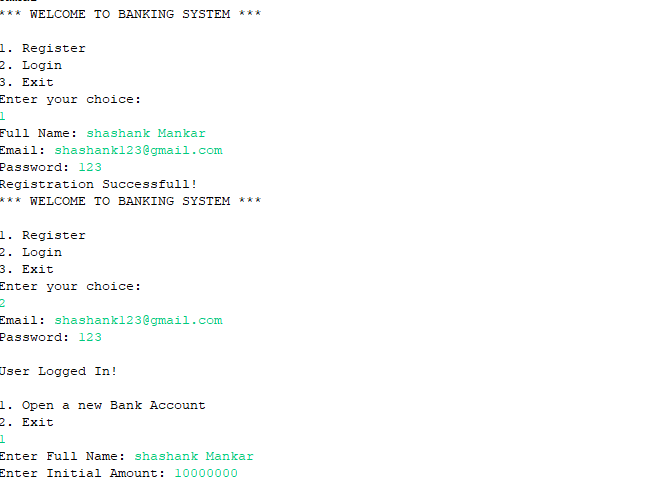 *** WELCOME TO BANKING SYSTEM ***
1. Register
2. Login
3. Exit
Enter your choice:
1
Full Name: shashank Mankar
Email: shashank123@gmail.com
Password: 123
Registration Successfull!
*** WELCOME TO BANKING SYSTEM ***
1. Register
2. Login
3. Exit
Enter your choice:
2
Email: shashank123@gmail.com
Password: 123
User Logged In!
1. Open a new Bank Account
2. Exit
1
Enter Full Name: shashank Mankar
Enter Initial Amount: 10000000